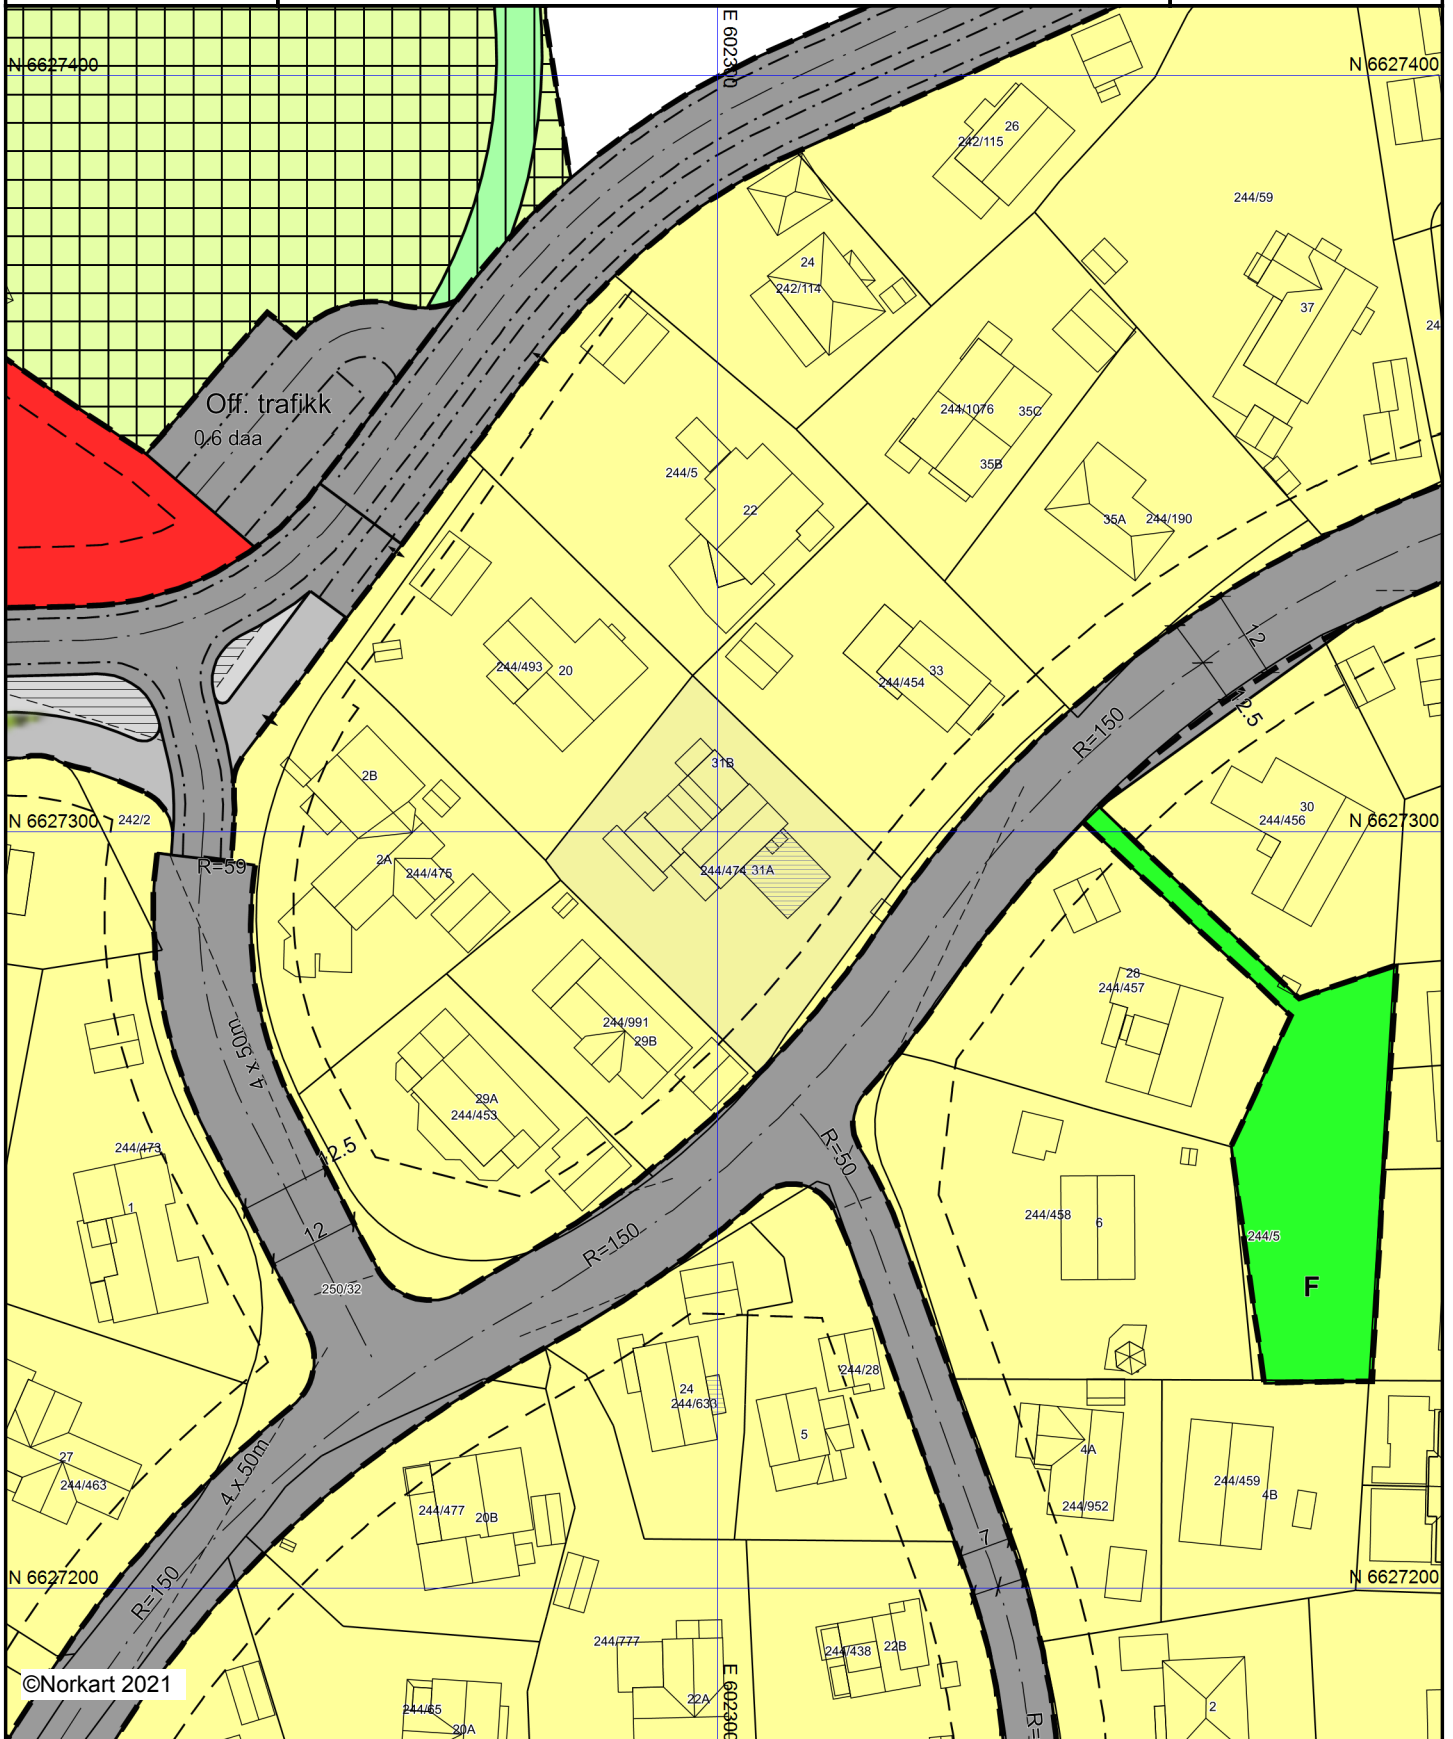 E 602300
N 6627400
N 6627400
26
242/115
244/59
24
242/114
37
24
Off. trafikk
0.6 daa
244/1076
35C
35B
244/5
22
35A
244/190
12
12.5
244/493
20
33
244/454
R=150
2B
31B
30
244/456
242/2
N 6627300
N 6627300
R=59
2A
244/475
244/474
31A
28
244/457
244/991
29B
4 x 50m
29A
244/453
12.5
244/473
1
R=50
12
R=150
244/458
6
244/5
250/32
F
24
244/633
244/28
5
4A
244/952
244/459
4B
27
244/463
4 x 50m
244/477
20B
7
N 6627200
N 6627200
R=150
244/777
244/438
22B
©Norkart 2021
22A
244/65
20A
E 602300
2
R=